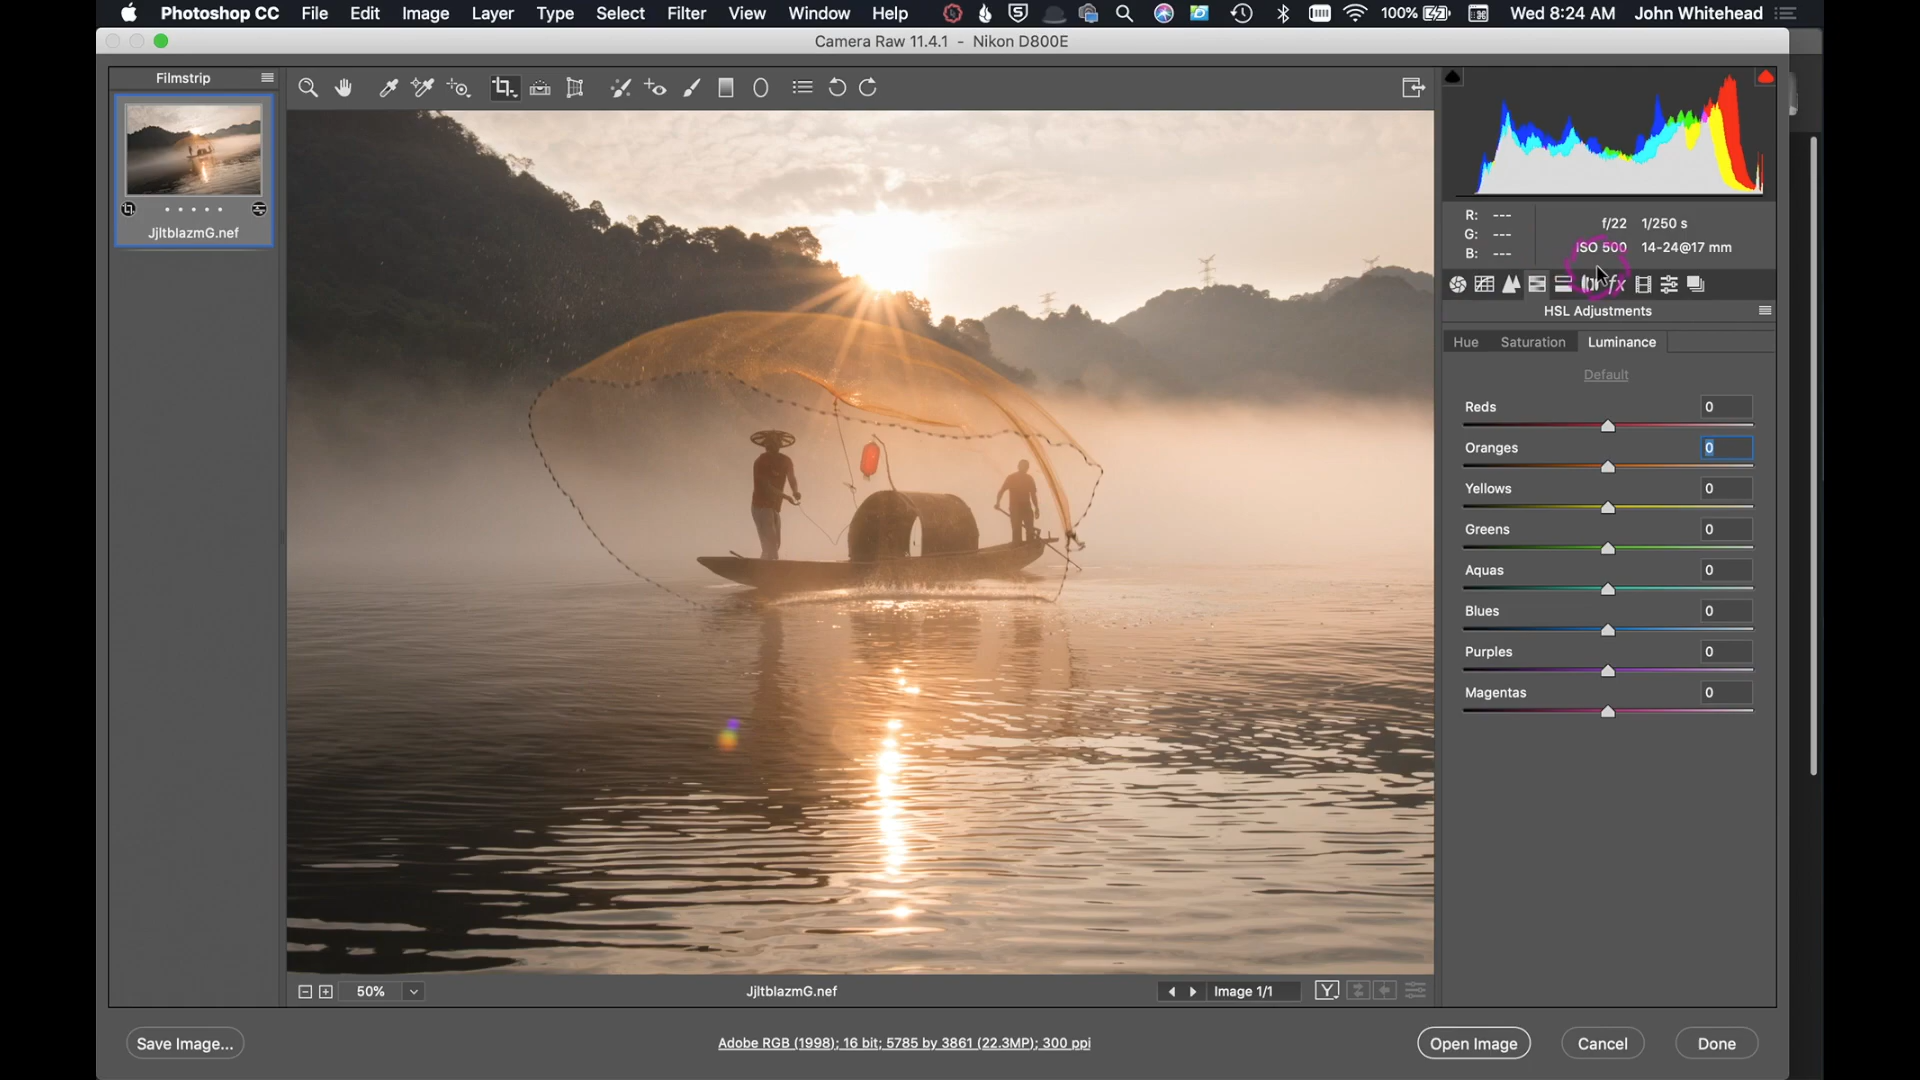 Photoshop CC File Edit Image Layer Type Select Filter View Window Help 100% Wed 8:24 AM John Whitehead
Camera Raw 11.4.1 - Nikon D800E
Filmstrip
JjltblazmG.nef
R: ---
G: ---
B: ---
f/22 1/250 s
ISO 500 14-24@17 mm
fx
HSL Adjustments
Hue Saturation Luminance
Default
Reds 0
Oranges 0
Yellows 0
Greens 0
Aquas 0
Blues 0
Purples 0
Magentas 0
50% JjltblazmG.nef Image 1/1 Y
Save Image... Adobe RGB (1998); 16 bit; 5785 by 3861 (22.3MP); 300 ppi Open Image Cancel Done